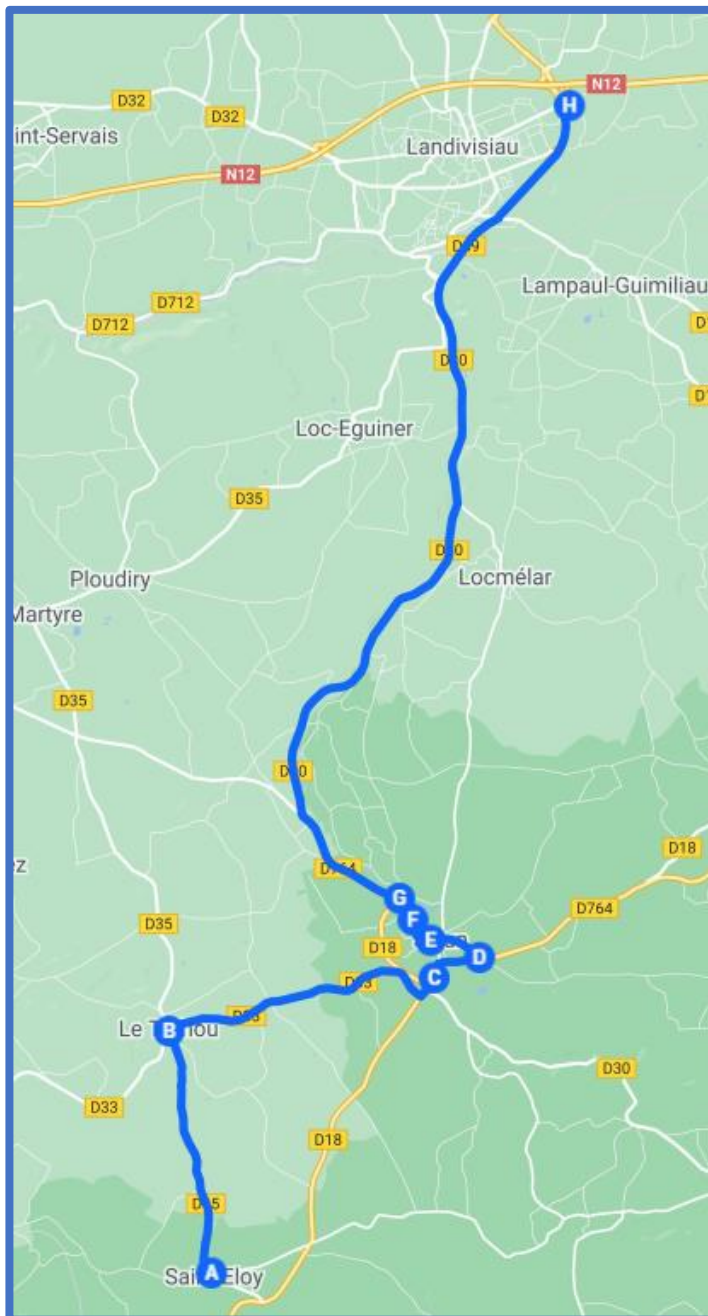 H
N12
D32
int-Servais
D32
Landivisiau
N12
Lampaul-Guimiliau
D712
D712
Loc-Eguiner
D35
Ploudiry
Locmélar
Martyre
D35
D18
G
D764
D35
F
E
D18
D
C
B
D33
D30
D18
A